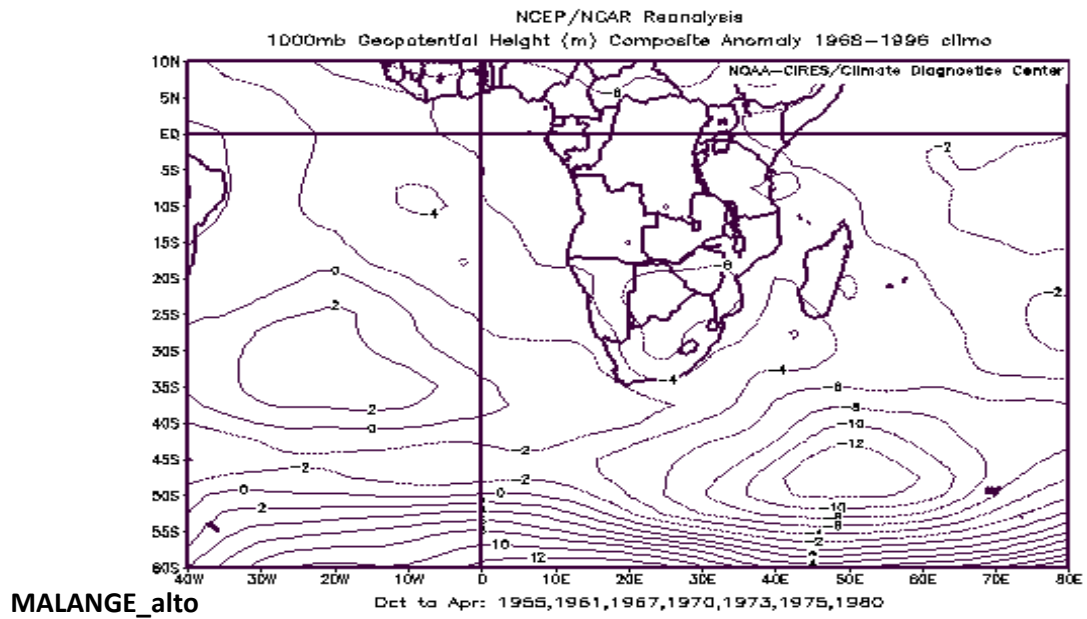 NCEP/NCAR Reanalysis
1000mb Geopotential Height (m) Composite Anomaly 1968-1996 climo
NOAA-CIRES/Climate Diagnostics Center
10N
5N
EQ
5S
10S
15S
20S
25S
30S
35S
40S
45S
50S
55S
60S
-6
-2
-4
0
-6
2
-2
-4
-4
-6
2
-8
0
-10
-2
-12
-2
-2
0
0
2
-10
-8
-6
-4
-2
10
12
40W 30W 20W 10W 0 10E 20E 30E 40E 50E 60E 70E 80E
MALANGE_alto
Oct to Apr: 1955,1961,1967,1970,1973,1975,1980